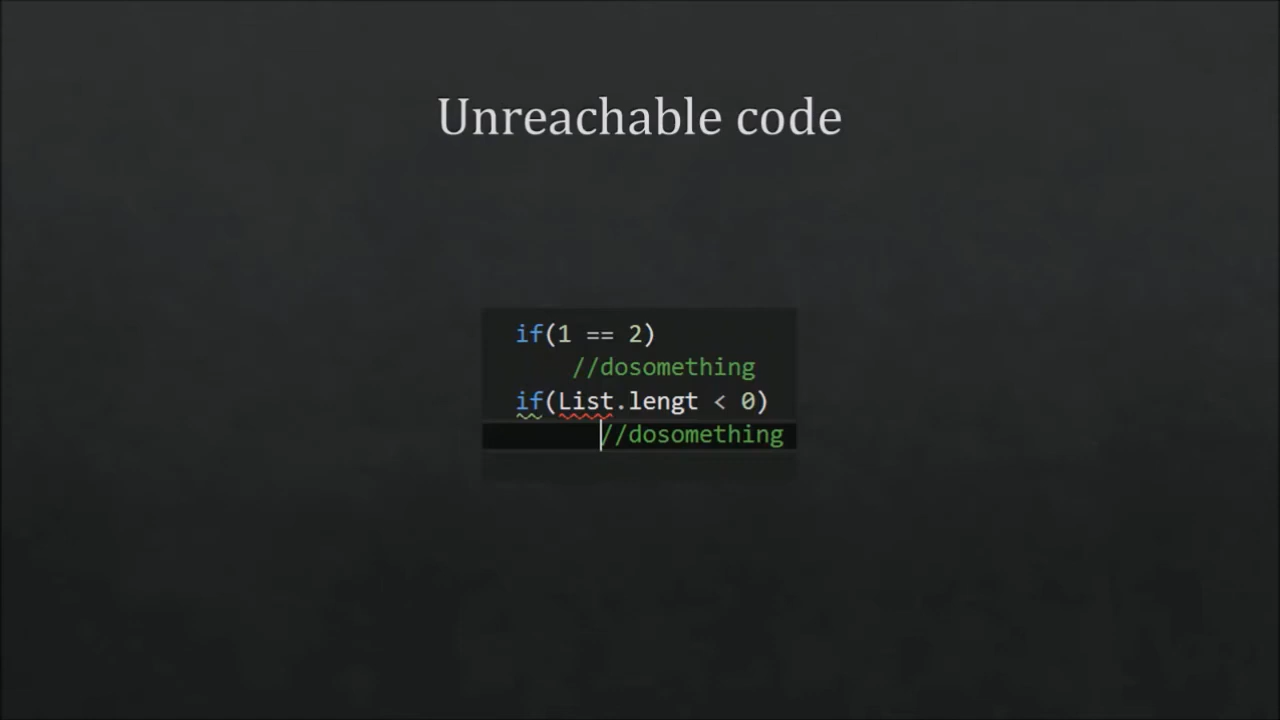 Unreachable code
if(1 == 2)
//dosomething
if(List.lengt < 0)
//dosomething